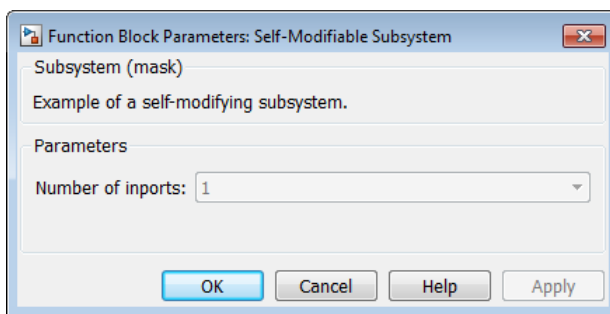 Function Block Parameters: Self-Modifiable Subsystem
Subsystem (mask)
Example of a self-modifying subsystem.
Parameters
Number of inports: 1
OK Cancel Help Apply